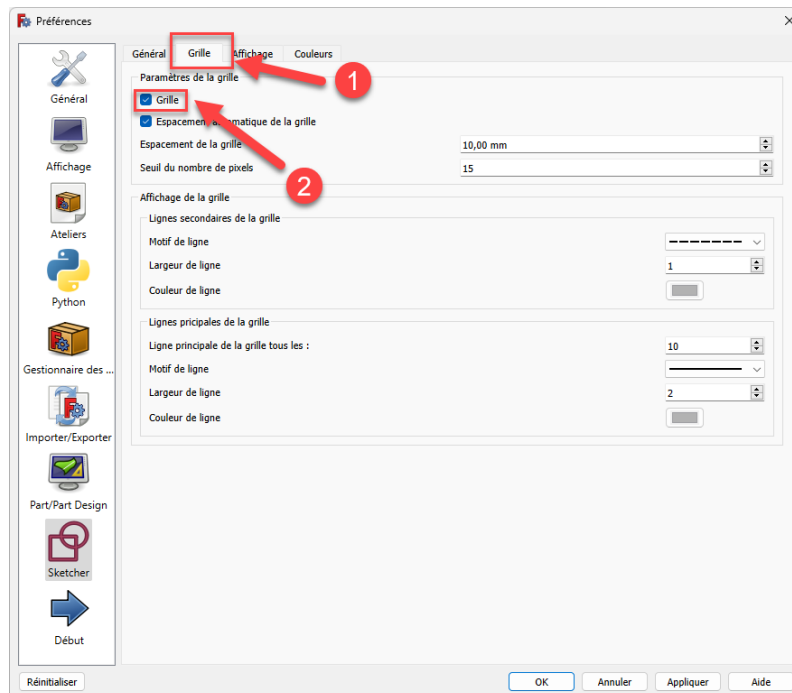 Préférences
Général Grille Affichage Couleurs
1
Paramètres de la grille
Grille
Espacement automatique de la grille
Espacement de la grille 10,00 mm
Seuil du nombre de pixels 15
2
Affichage de la grille
Lignes secondaires de la grille
Motif de ligne
Largeur de ligne 1
Couleur de ligne
Lignes pricipales de la grille
Ligne principale de la grille tous les : 10
Motif de ligne
Largeur de ligne 2
Couleur de ligne
Général
Affichage
Ateliers
Python
Gestionnaire des ...
Importer/Exporter
Part/Part Design
Sketcher
Début
Réinitialiser OK Annuler Appliquer Aide